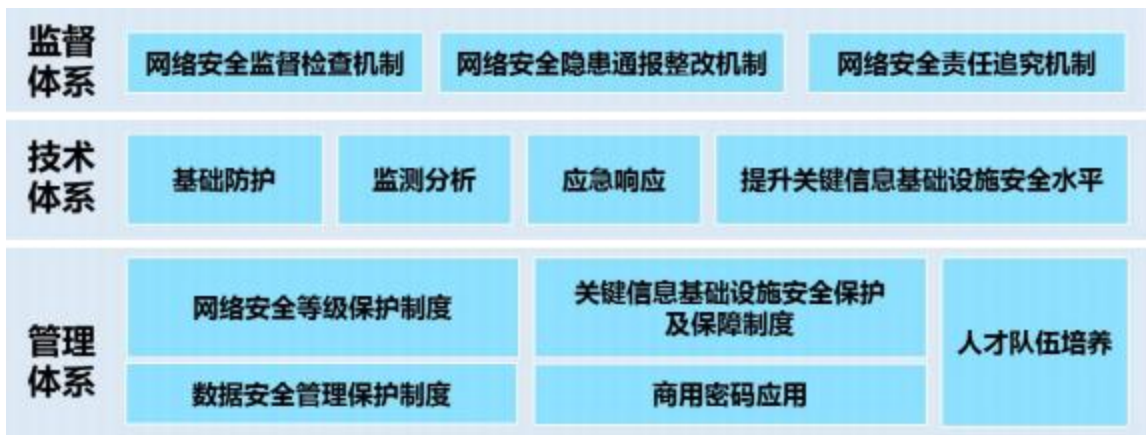 监督
体系
网络安全监督检查机制
网络安全隐患通报整改机制
网络安全责任追究机制
技术
体系
基础防护
监测分析
应急响应
提升关键信息基础设施安全水平
管理
体系
网络安全等级保护制度
关键信息基础设施安全保护
及保障制度
人才队伍培养
数据安全管理保护制度
商用密码应用